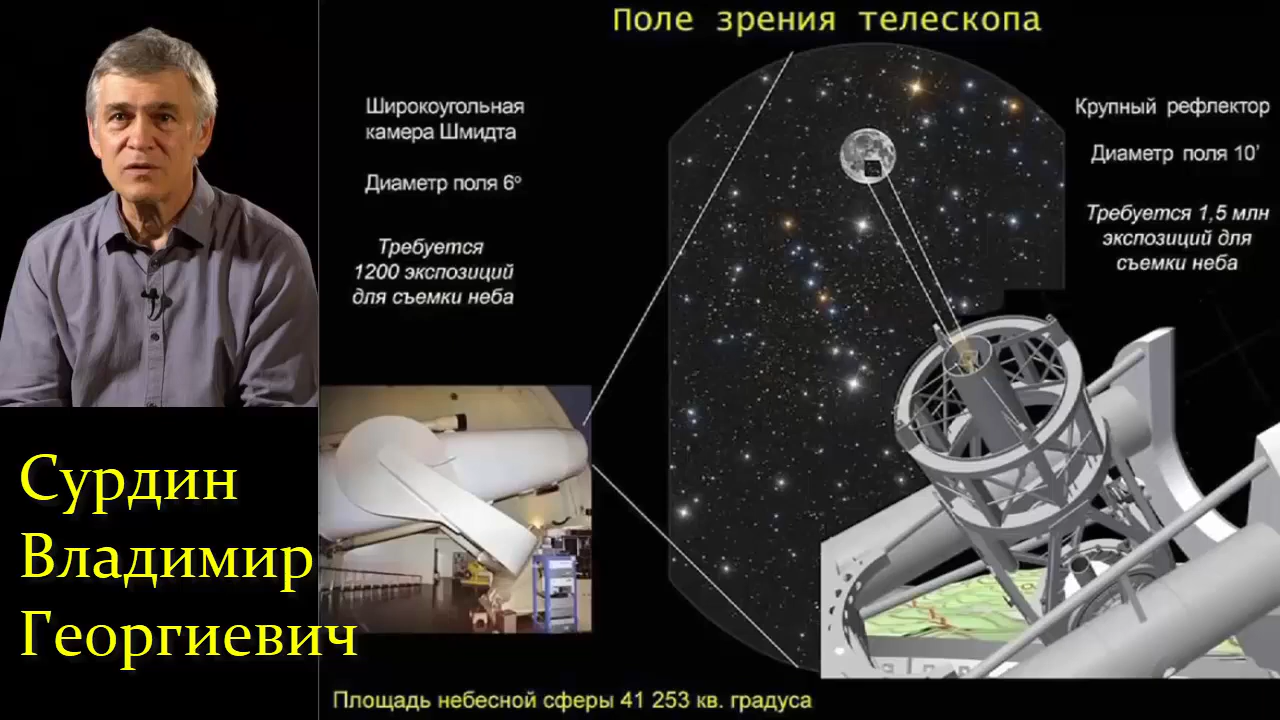 Поле зрения телескопа
Широкоугольная
камера Шмидта
Диаметр поля 6°
Требуется
1200 экспозиций
для съемки неба
Крупный рефлектор
Диаметр поля 10'
Требуется 1,5 млн
экспозиций для
съемки неба
Сурдин
Владимир
Георгиевич
Площадь небесной сферы 41 253 кв. градуса